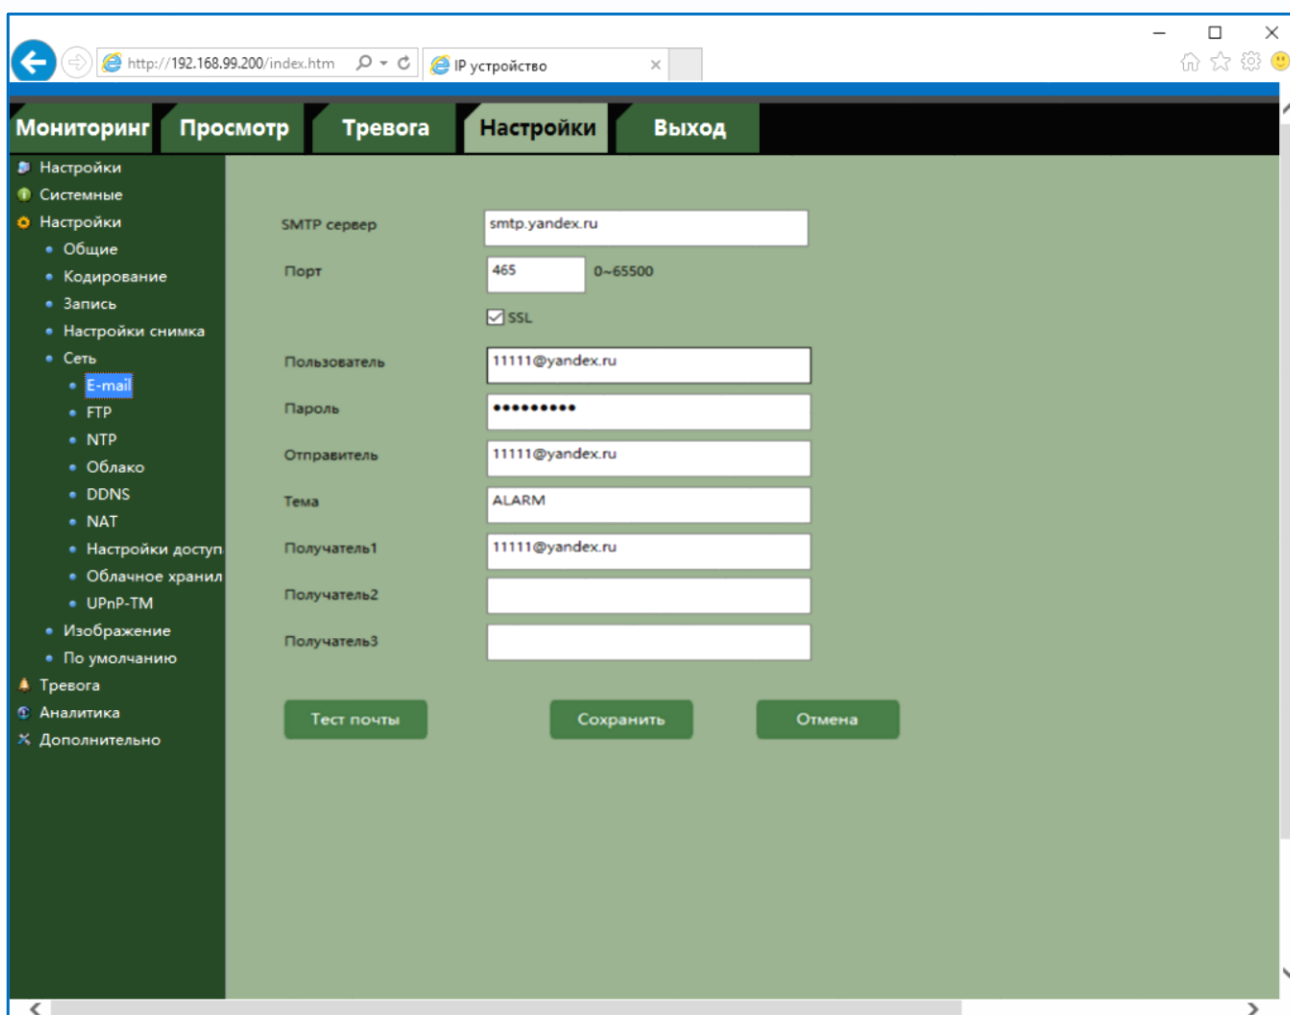 http://192.168.99.200/index.htm
IP устройство
Мониторинг
Просмотр
Тревога
Настройки
Выход
Настройки
Системные
Настройки
Общие
Кодирование
Запись
Настройки снимка
Сеть
E-mail
FTP
NTP
Облако
DDNS
NAT
Настройки доступ
Облачное хранил
UPnP-TM
Изображение
По умолчанию
Тревога
Аналитика
Дополнительно
SMTP сервер smtp.yandex.ru
Порт 465 0~65500
SSL
Пользователь 11111@yandex.ru
Пароль •••••••••
Отправитель 11111@yandex.ru
Тема ALARM
Получатель1 11111@yandex.ru
Получатель2
Получатель3
Тест почты Сохранить Отмена